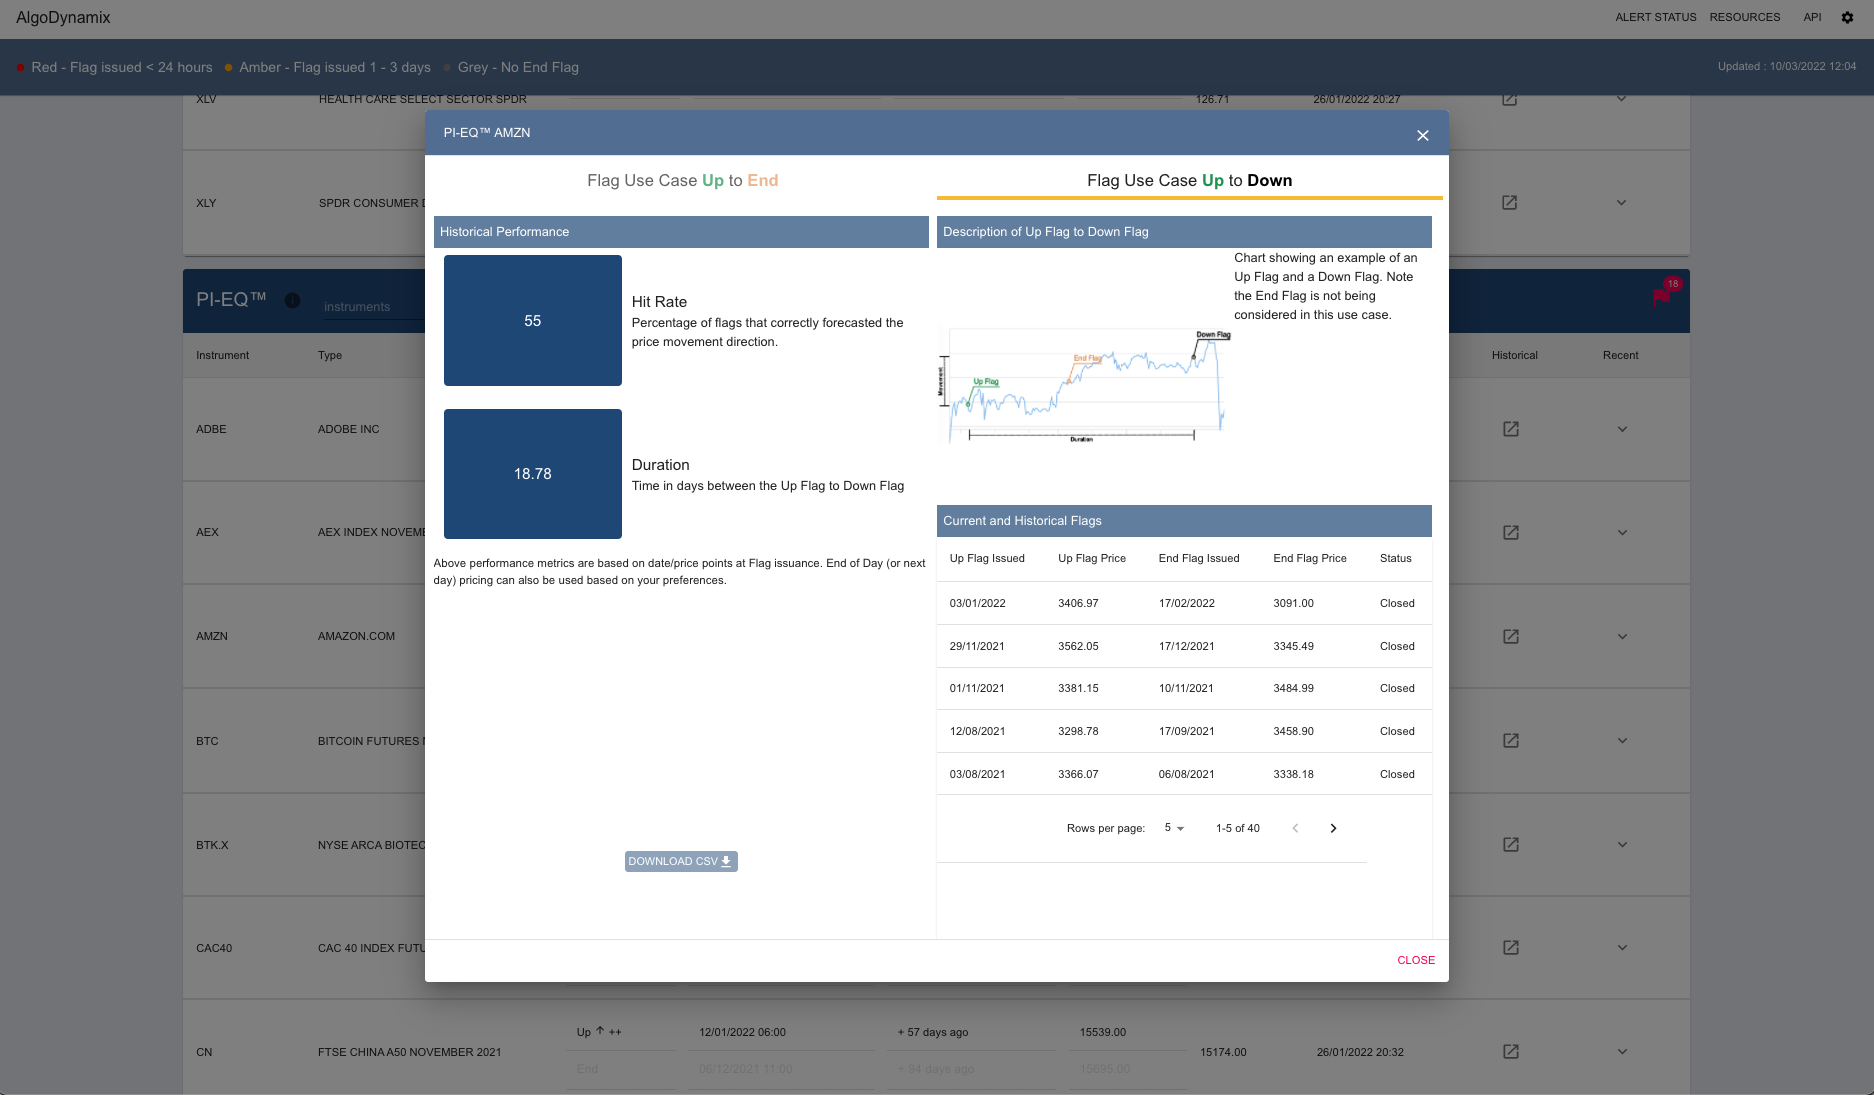 AlgoDynamix
ALERT STATUS RESOURCES API
Red - Flag issued < 24 hours Amber - Flag issued 1 - 3 days Grey - No End Flag
Updated : 10/03/2022 12:04
XLV HEALTH CARE SELECT SECTOR SPDR 126.71 26/01/2022 20:27
PI-EQ™ AMZN
Flag Use Case Up to End
Flag Use Case Up to Down
XLY SPDR CONSUMER
Historical Performance
55
Hit Rate
Percentage of flags that correctly forecasted the
price movement direction.
18.78
Duration
Time in days between the Up Flag to Down Flag
Above performance metrics are based on date/price points at Flag issuance. End of Day (or next
day) pricing can also be used based on your preferences.
DOWNLOAD CSV
Description of Up Flag to Down Flag
Chart showing an example of an
Up Flag and a Down Flag. Note
the End Flag is not being
considered in this use case.
Down Flag
End Flag
Up Flag
Movement
Duration
Current and Historical Flags
Up Flag Issued Up Flag Price End Flag Issued End Flag Price Status
03/01/2022 3406.97 17/02/2022 3091.00 Closed
29/11/2021 3562.05 17/12/2021 3345.49 Closed
01/11/2021 3381.15 10/11/2021 3484.99 Closed
12/08/2021 3298.78 17/09/2021 3458.90 Closed
03/08/2021 3366.07 06/08/2021 3338.18 Closed
Rows per page: 5 1-5 of 40
CLOSE
PI-EQ™ instruments 18
Instrument Type Historical Recent
ADBE ADOBE INC
AEX AEX INDEX NOVEME
AMZN AMAZON.COM
BTC BITCOIN FUTURES
BTK.X NYSE ARCA BIOTEC
CAC40 CAC 40 INDEX FUTU
Up ++ 12/01/2022 06:00 + 57 days ago 15539.00
CN FTSE CHINA A50 NOVEMBER 2021 15174.00 26/01/2022 20:32
End 06/12/2021 11:00 + 94 days ago 15695.00